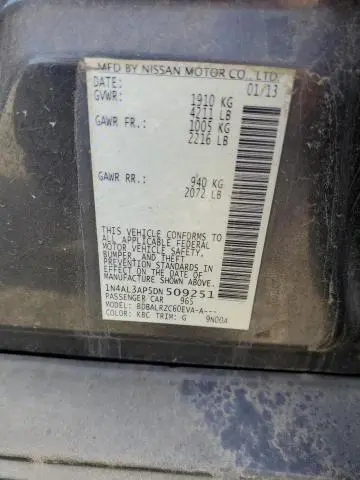 MFD BY NISSAN MOTOR CO., LTD.
DATE: 01/13
GVWR: 1910 KG
4211 LB
GAWR FR.: 1005 KG
2216 LB
GAWR RR.: 940 KG
2072 LB
THIS VEHICLE CONFORMS TO
ALL APPLICABLE FEDERAL
MOTOR VEHICLE SAFETY,
BUMPER, AND THEFT
PREVENTION STANDARDS
IN EFFECT ON THE DATE OF
MANUFACTURE SHOWN ABOVE.
1N4AL3AP5DN509251
PASSENGER CAR 965
MODEL: BDBALRZC60EVA-A---
COLOR: KBC TRIM: G 9N00A